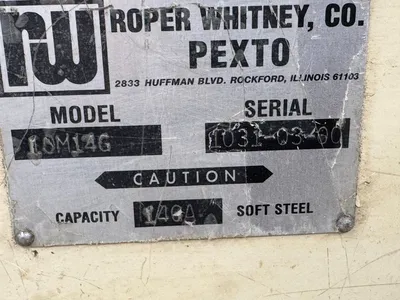 rw
ROPER WHITNEY, CO.
PEXTO
2833 HUFFMAN BLVD. ROCKFORD, ILLINOIS 61103
MODEL SERIAL
10M14G 1031-03-00
CAUTION
CAPACITY 14GA SOFT STEEL